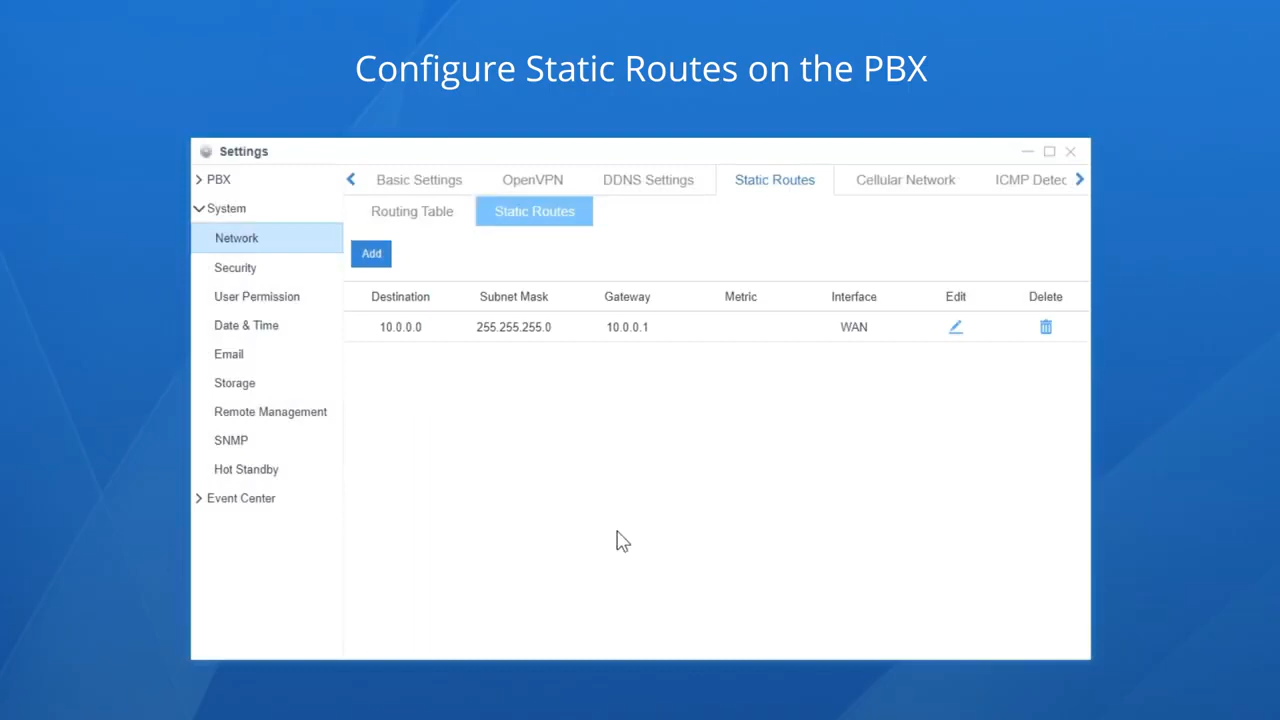 Configure Static Routes on the PBX
Settings
PBX
System
Network
Security
User Permission
Date & Time
Email
Storage
Remote Management
SNMP
Hot Standby
Event Center
Basic Settings OpenVPN DDNS Settings Static Routes Cellular Network ICMP Detec
Routing Table Static Routes
Add
Destination Subnet Mask Gateway Metric Interface Edit Delete
10.0.0.0 255.255.255.0 10.0.0.1 WAN